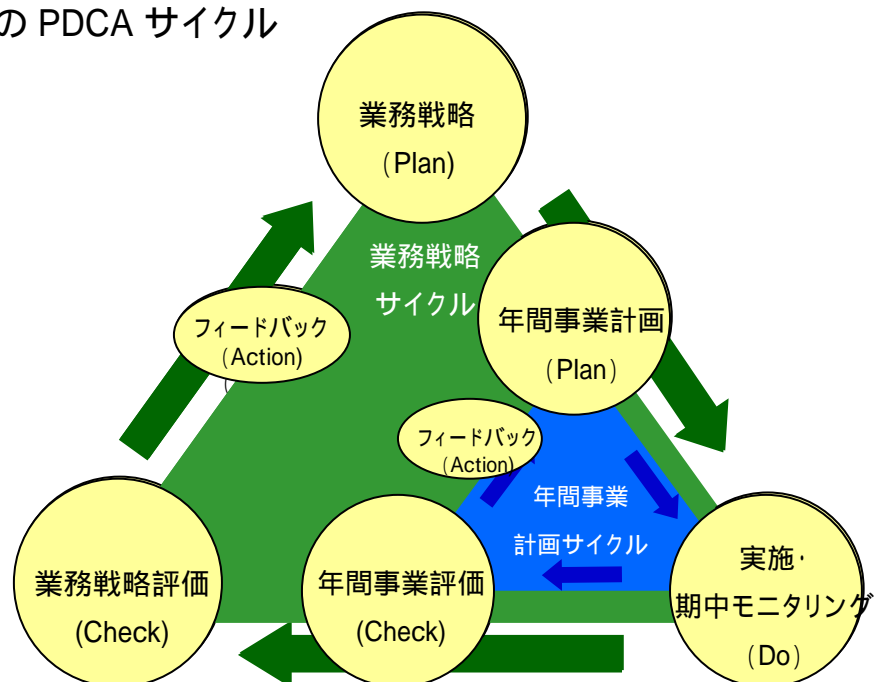 の PDCA サイクル
業務戦略
(Plan)
業務戦略
サイクル
年間事業計画
(Plan)
フィードバック
(Action)
フィードバック
(Action)
年間事業
計画サイクル
実施・
期中モニタリング
(Do)
年間事業評価
(Check)
業務戦略評価
(Check)